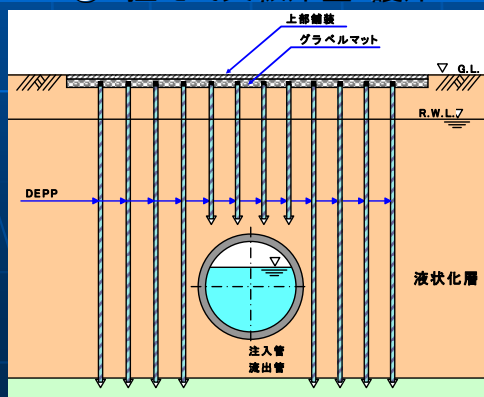 上部舗装
グラベルマット
G.L.
R.W.L.
DEPP
液状化層
注入管
流出管